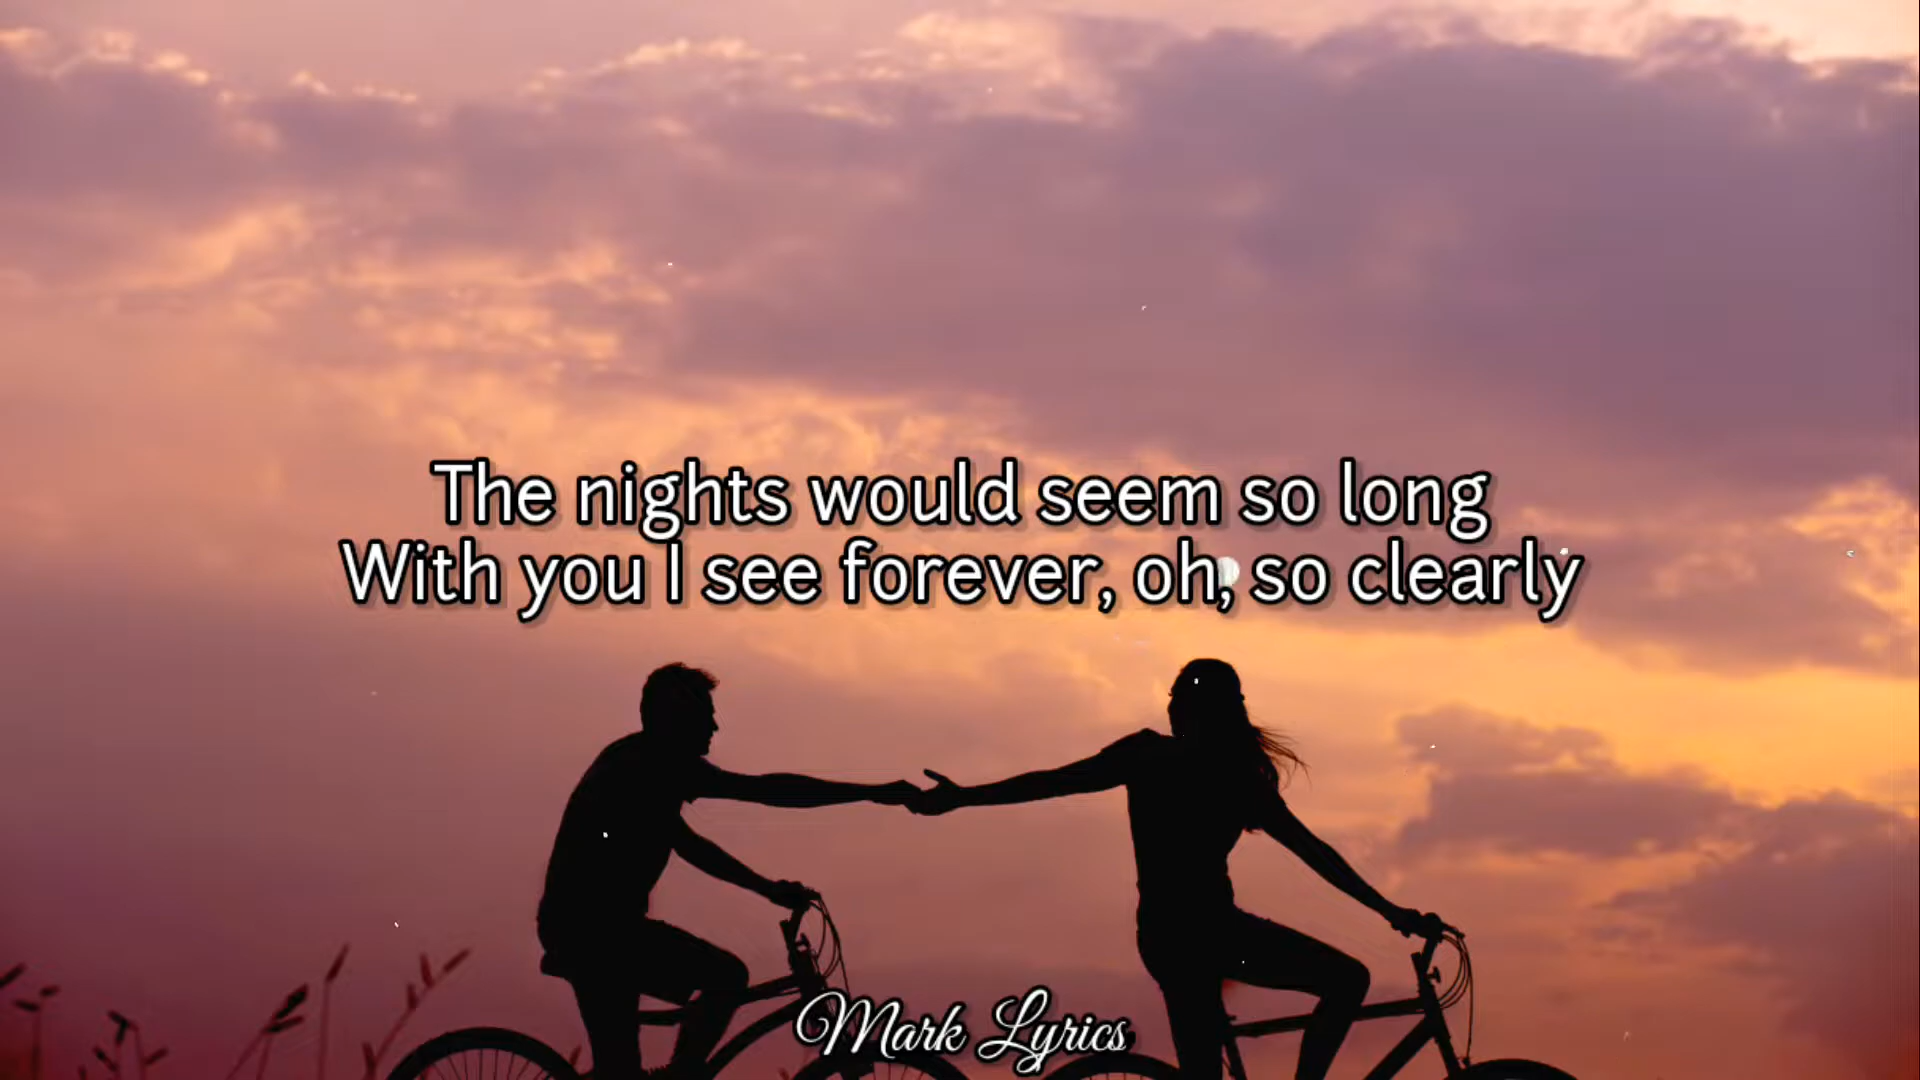 The nights would seem so long
With you I see forever, oh, so clearly
Mark Lyrics